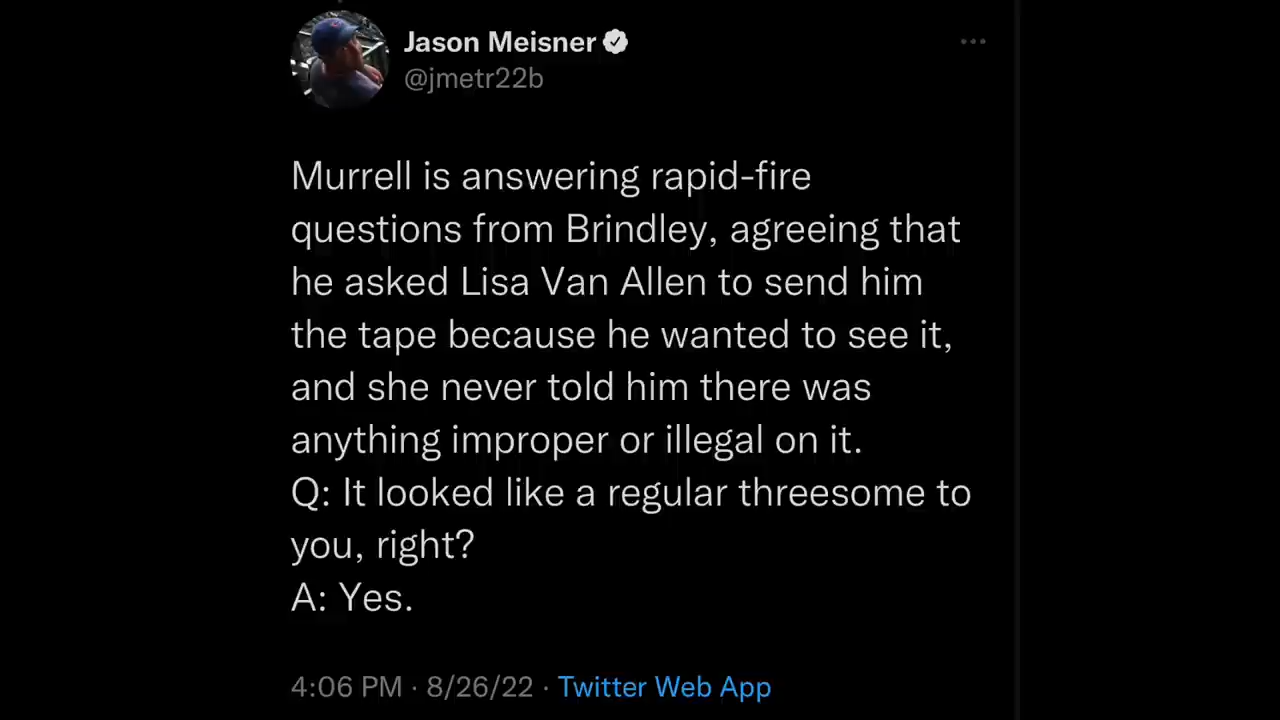 Jason Meisner
@jmetr22b
Murrell is answering rapid-fire
questions from Brindley, agreeing that
he asked Lisa Van Allen to send him
the tape because he wanted to see it,
and she never told him there was
anything improper or illegal on it.
Q: It looked like a regular threesome to
you, right?
A: Yes.
4:06 PM · 8/26/22 · Twitter Web App